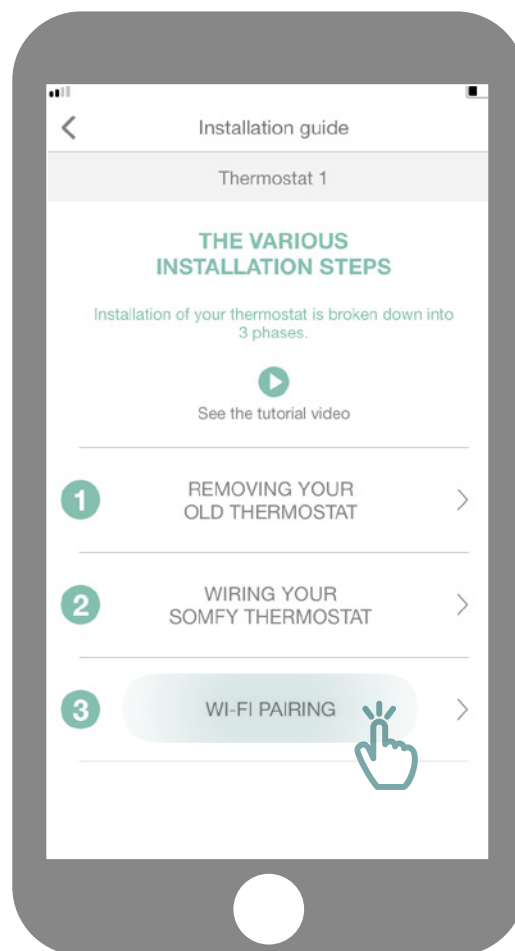 Installation guide
Thermostat 1
THE VARIOUS
INSTALLATION STEPS
Installation of your thermostat is broken down into
3 phases.
See the tutorial video
1
REMOVING YOUR
OLD THERMOSTAT
2
WIRING YOUR
SOMFY THERMOSTAT
3
WI-FI PAIRING